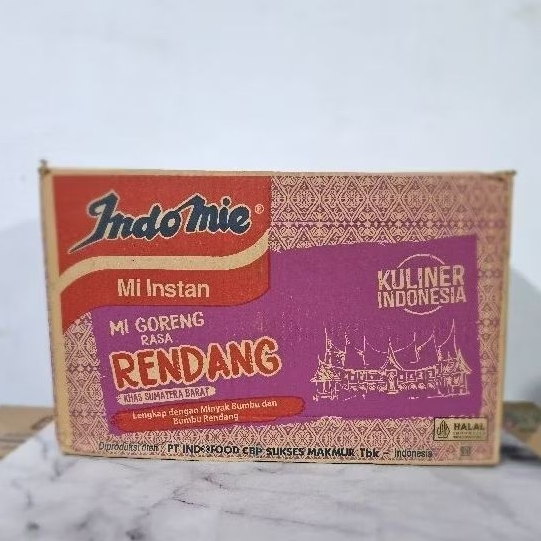 Indomie®
Mi Instan
MI GORENG
RASA
RENDANG
KHAS SUMATERA BARAT
Lengkap dengan Minyak Bumbu dan
Bumbu Rendang
KULINER
INDONESIA
HALAL
Diproduksi oleh : PT INDOFOOD CBP SUKSES MAKMUR Tbk – Indonesia